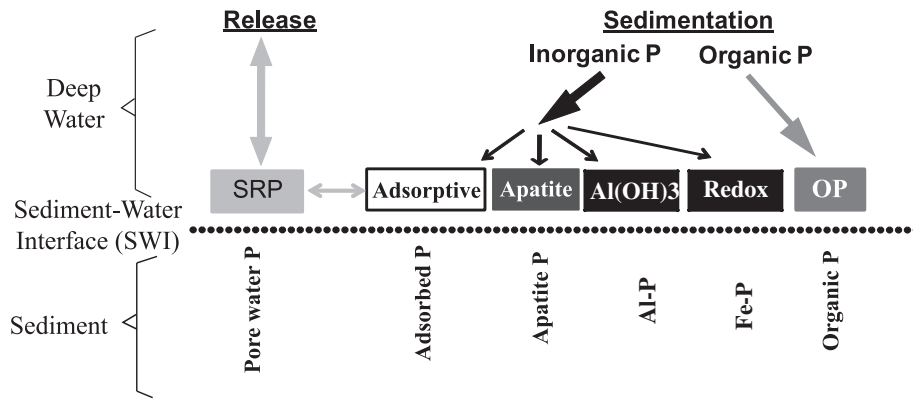 Release
Sedimentation
Inorganic P
Organic P
Deep
Water
SRP
Adsorptive
Apatite
Al(OH)3
Redox
OP
Sediment-Water
Interface (SWI)
Sediment
Pore water P
Adsorbed P
Apatite P
Al-P
Fe-P
Organic P